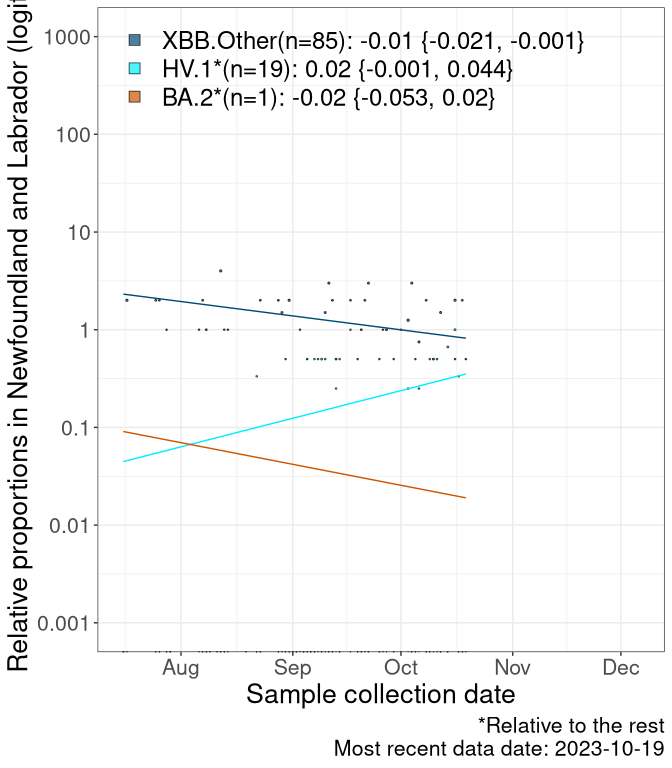 XBB.Other(n=85): -0.01 {-0.021, -0.001}
HV.1*(n=19): 0.02 {-0.001, 0.044}
BA.2*(n=1): -0.02 {-0.053, 0.02}
Relative proportions in Newfoundland and Labrador
1000
100
10
1
0.1
0.01
0.001
Aug Sep Oct Nov Dec
Sample collection date
*Relative to the rest
Most recent data date: 2023-10-19